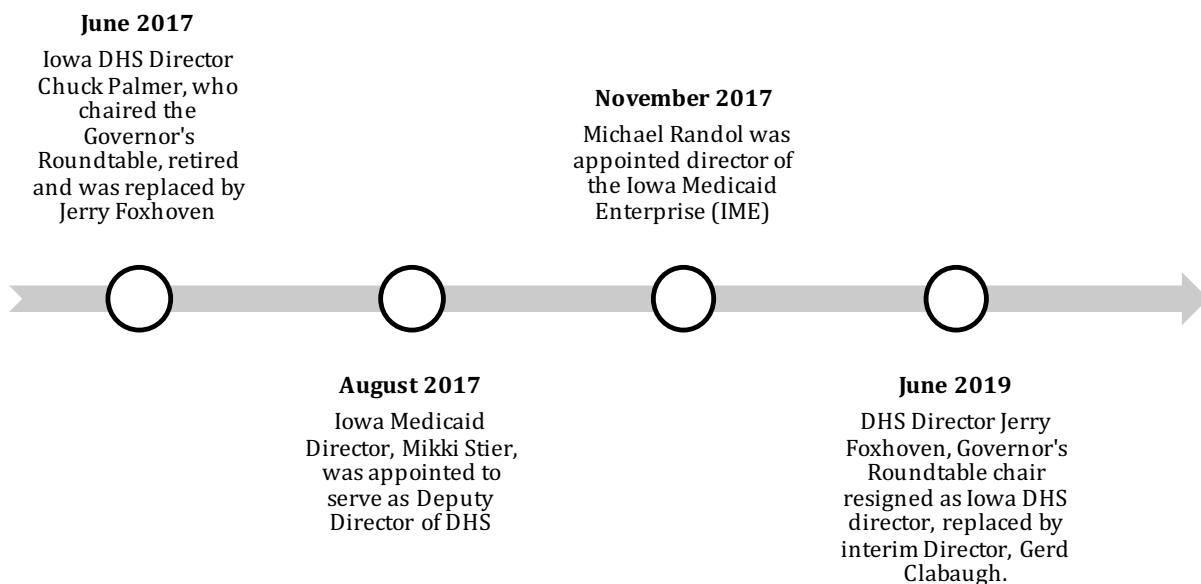 June 2017
Iowa DHS Director
Chuck Palmer, who
chaired the
Governor's
Roundtable, retired
and was replaced by
Jerry Foxhoven
August 2017
Iowa Medicaid
Director, Mikki Stier,
was appointed to
serve as Deputy
Director of DHS
November 2017
Michael Randol was
appointed director of
the Iowa Medicaid
Enterprise (IME)
June 2019
DHS Director Jerry
Foxhoven, Governor's
Roundtable chair
resigned as Iowa DHS
director, replaced by
interim Director, Gerd
Clabaugh.